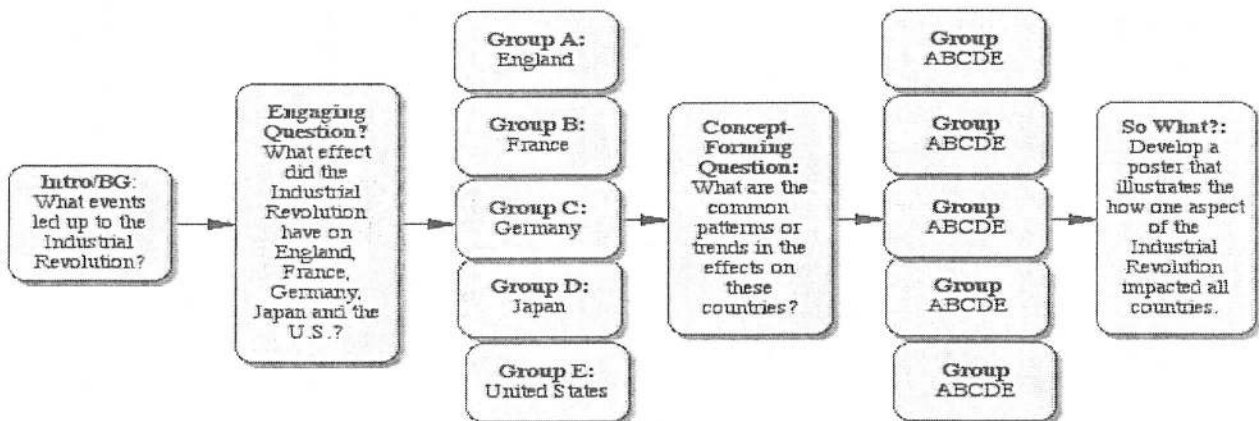 Intro/BG:
What events
led up to the
Industrial
Revolution?
Engaging
Question?
What effect
did the
Industrial
Revolution
have on
England,
France,
Germany,
Japan and the
U.S.?
Group A:
England
Group B:
France
Group C:
Germany
Group D:
Japan
Group E:
United States
Concept-
Forming
Question:
What are the
common
patterms or
trends in the
effects on
these
countries?
Group
ABCDE
Group
ABCDE
Group
ABCDE
Group
ABCDE
Group
ABCDE
So What?:
Develop a
poster that
illustrates the
how one aspect
of the
Industrial
Revolution
impacted all
countries.